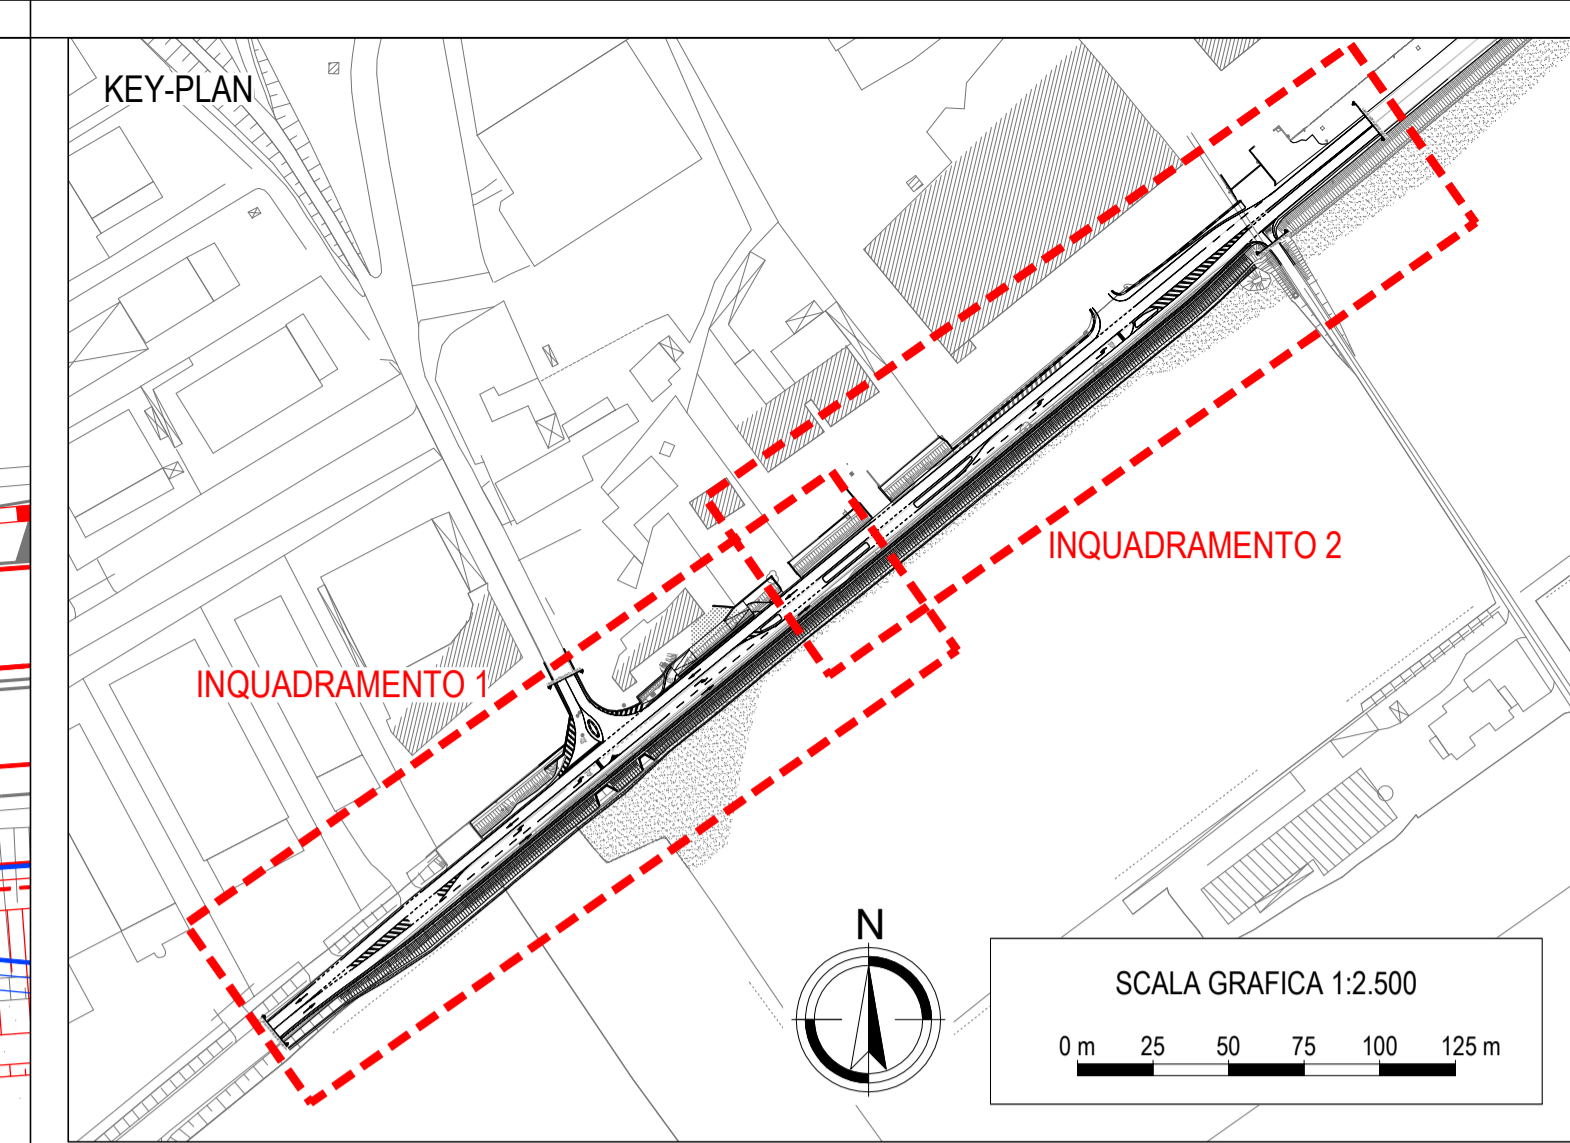 KEY-PLAN
INQUADRAMENTO 2
INQUADRAMENTO 1
N
SCALA GRAFICA 1:2.500
0 m 25 50 75 100 125 m